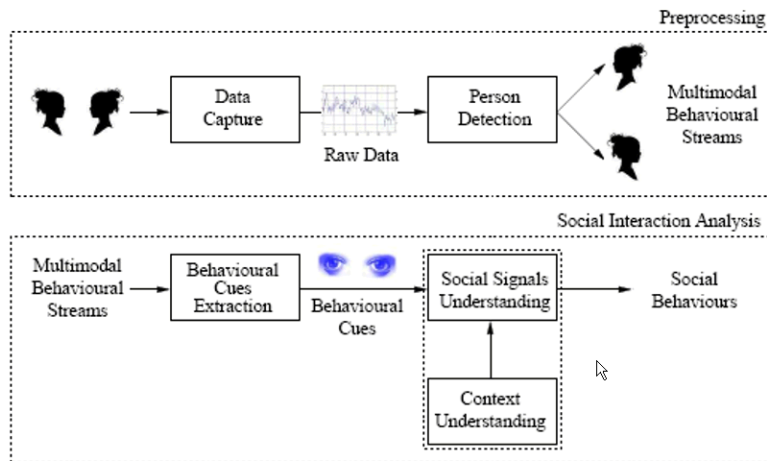 Preprocessing
Data
Capture
Raw Data
Person
Detection
Multimodal
Behavioural
Streams
Social Interaction Analysis
Multimodal
Behavioural
Streams
Behavioural
Cues
Extraction
Behavioural
Cues
Social Signals
Understanding
Social
Behaviours
Context
Understanding